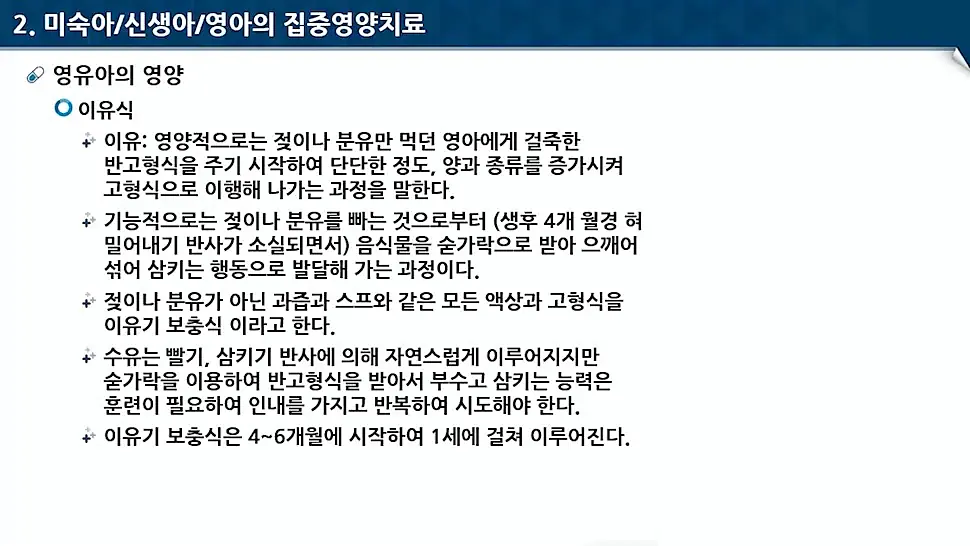 2. 미숙아/신생아/영아의 집중영양치료
영유아의 영양
이유식
이유: 영양적으로는 젖이나 분유만 먹던 영아에게 걸죽한
반고형식을 주기 시작하여 단단한 정도, 양과 종류를 증가시켜
고형식으로 이행해 나가는 과정을 말한다.
기능적으로는 젖이나 분유를 빠는 것으로부터 (생후 4개 월경 혀
밀어내기 반사가 소실되면서) 음식물을 숟가락으로 받아 으깨어
섞어 삼키는 행동으로 발달해 가는 과정이다.
젖이나 분유가 아닌 과즙과 스프와 같은 모든 액상과 고형식을
이유기 보충식 이라고 한다.
수유는 빨기, 삼키기 반사에 의해 자연스럽게 이루어지지만
숟가락을 이용하여 반고형식을 받아서 부수고 삼키는 능력은
훈련이 필요하여 인내를 가지고 반복하여 시도해야 한다.
이유기 보충식은 4~6개월에 시작하여 1세에 걸쳐 이루어진다.